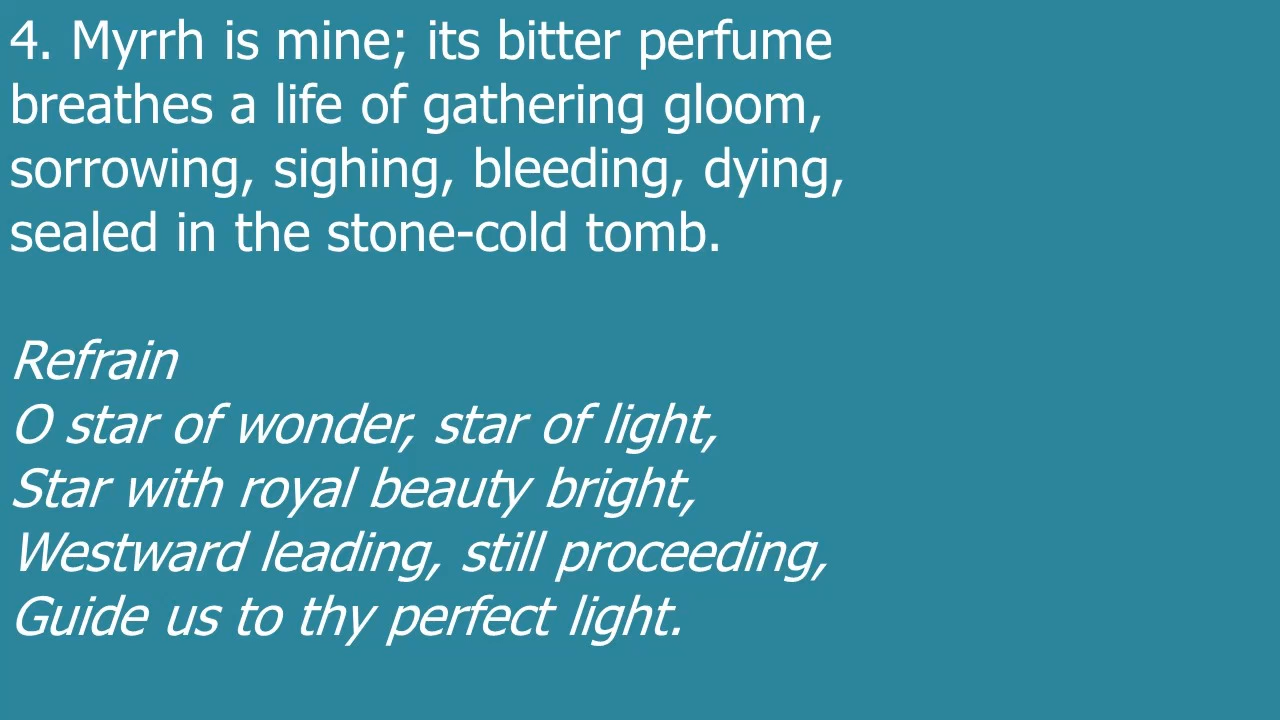 4. Myrrh is mine; its bitter perfume
breathes a life of gathering gloom,
sorrowing, sighing, bleeding, dying,
sealed in the stone-cold tomb.
Refrain
O star of wonder, star of light,
Star with royal beauty bright,
Westward leading, still proceeding,
Guide us to thy perfect light.